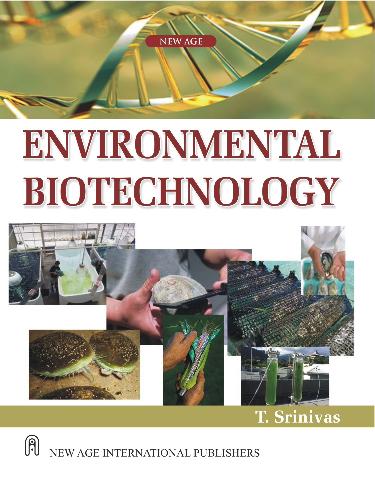 NEW AGE
ENVIRONMENTAL
BIOTECHNOLOGY
T. Srinivas
NEW AGE INTERNATIONAL PUBLISHERS